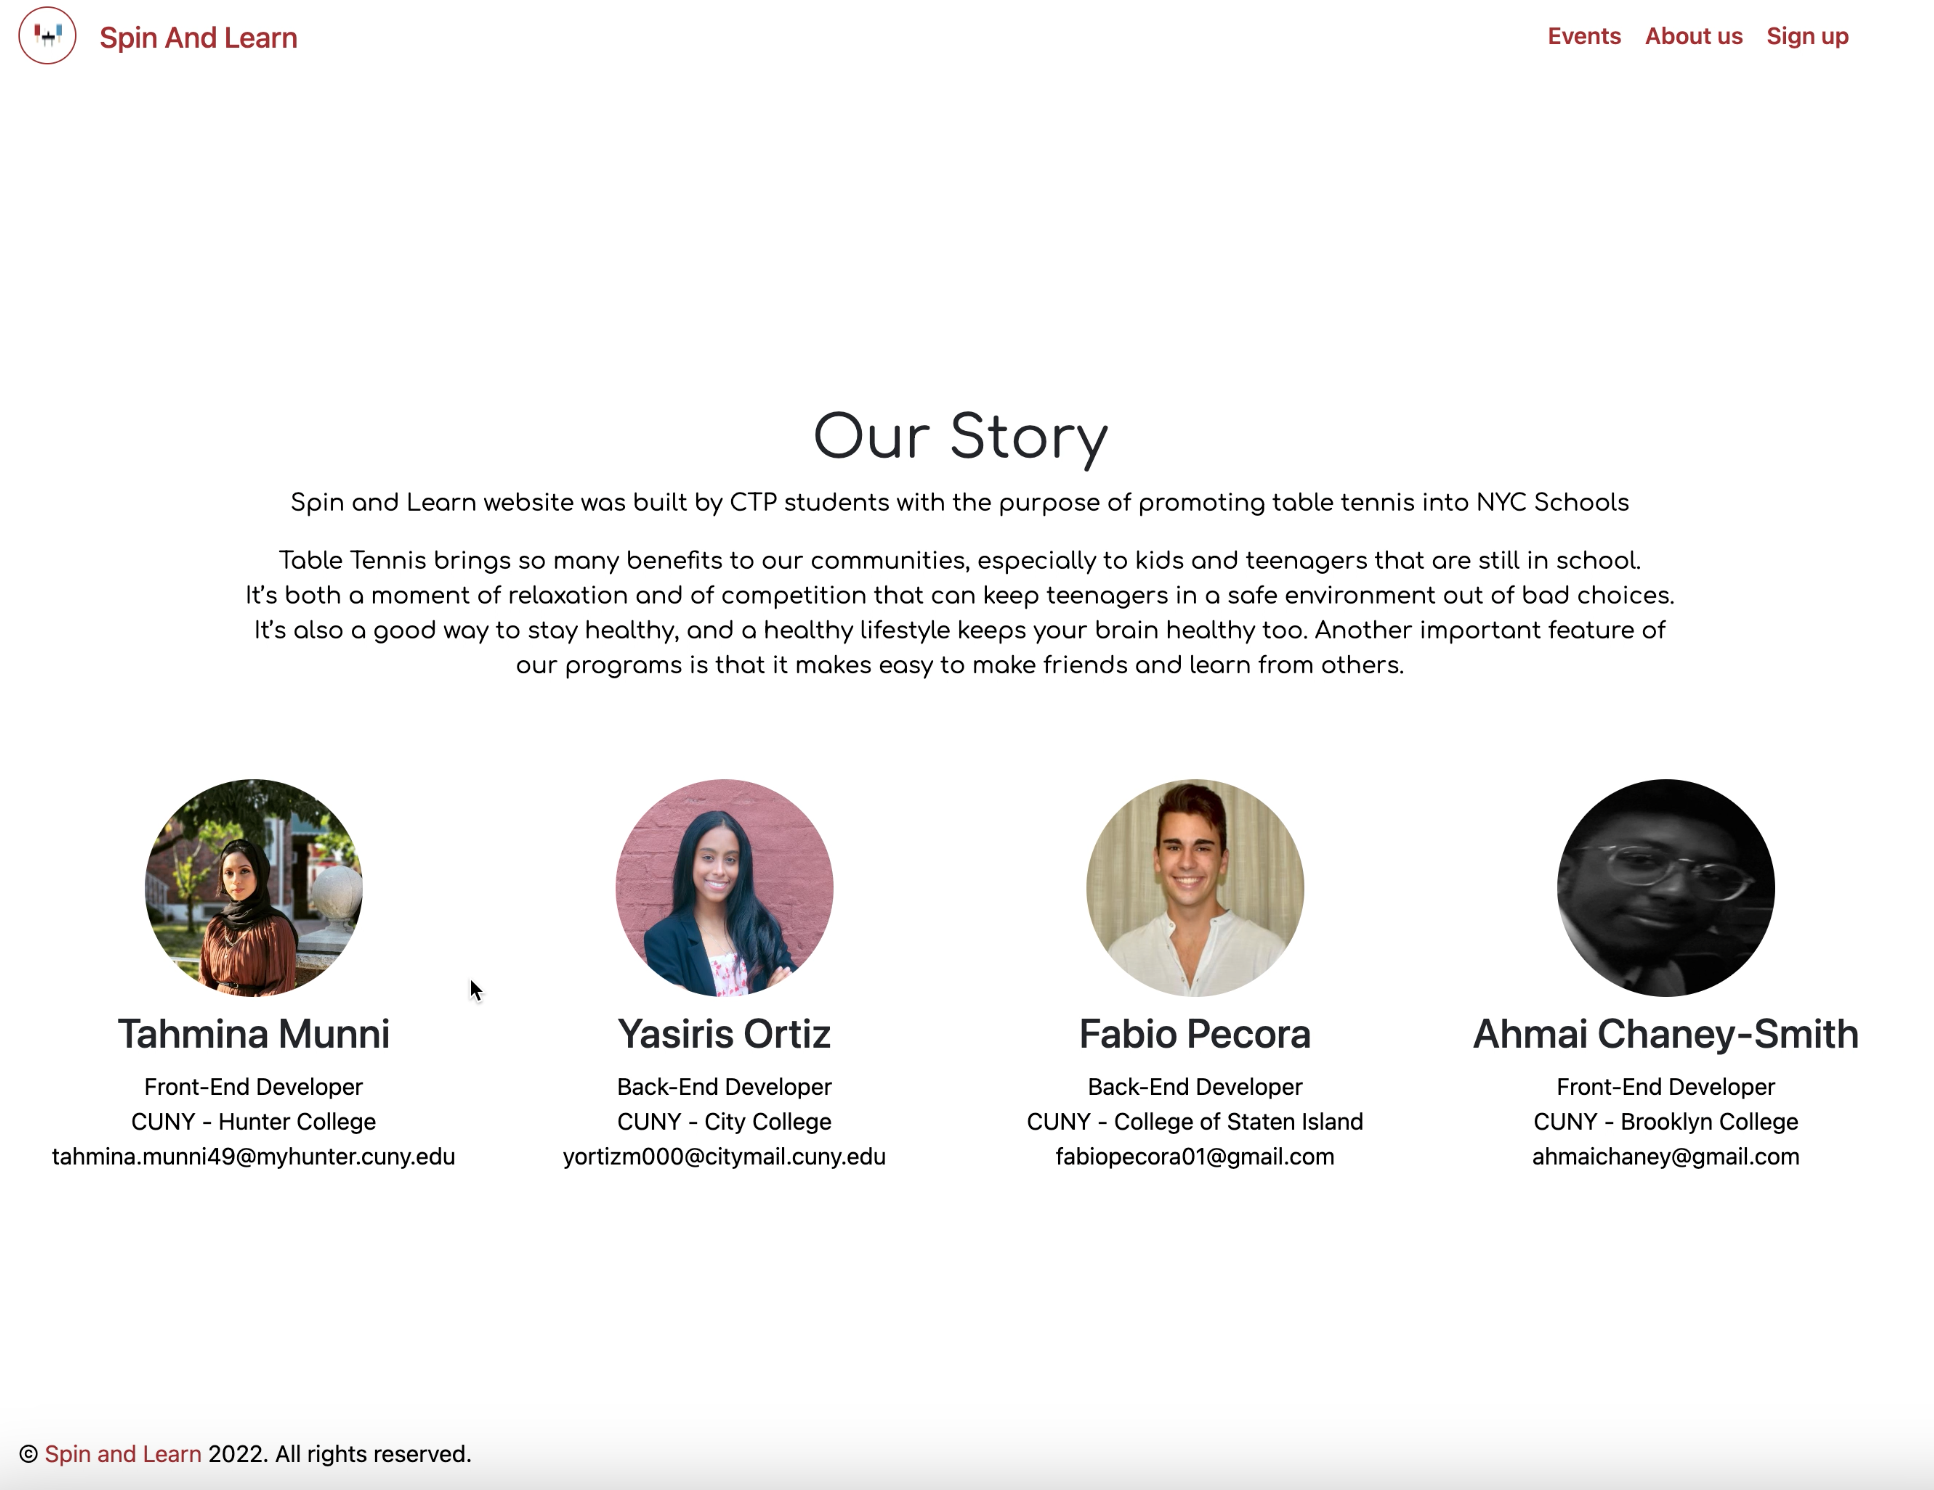 Spin And Learn
Events About us Sign up
Our Story
Spin and Learn website was built by CTP students with the purpose of promoting table tennis into NYC Schools
Table Tennis brings so many benefits to our communities, especially to kids and teenagers that are still in school.
It’s both a moment of relaxation and of competition that can keep teenagers in a safe environment out of bad choices.
It’s also a good way to stay healthy, and a healthy lifestyle keeps your brain healthy too. Another important feature of
our programs is that it makes easy to make friends and learn from others.
Tahmina Munni
Front-End Developer
CUNY - Hunter College
tahmina.munni49@myhunter.cuny.edu
Yasiris Ortiz
Back-End Developer
CUNY - City College
yortizm000@citymail.cuny.edu
Fabio Pecora
Back-End Developer
CUNY - College of Staten Island
fabiopecora01@gmail.com
Ahmai Chaney-Smith
Front-End Developer
CUNY - Brooklyn College
ahmaichaney@gmail.com
© Spin and Learn 2022. All rights reserved.